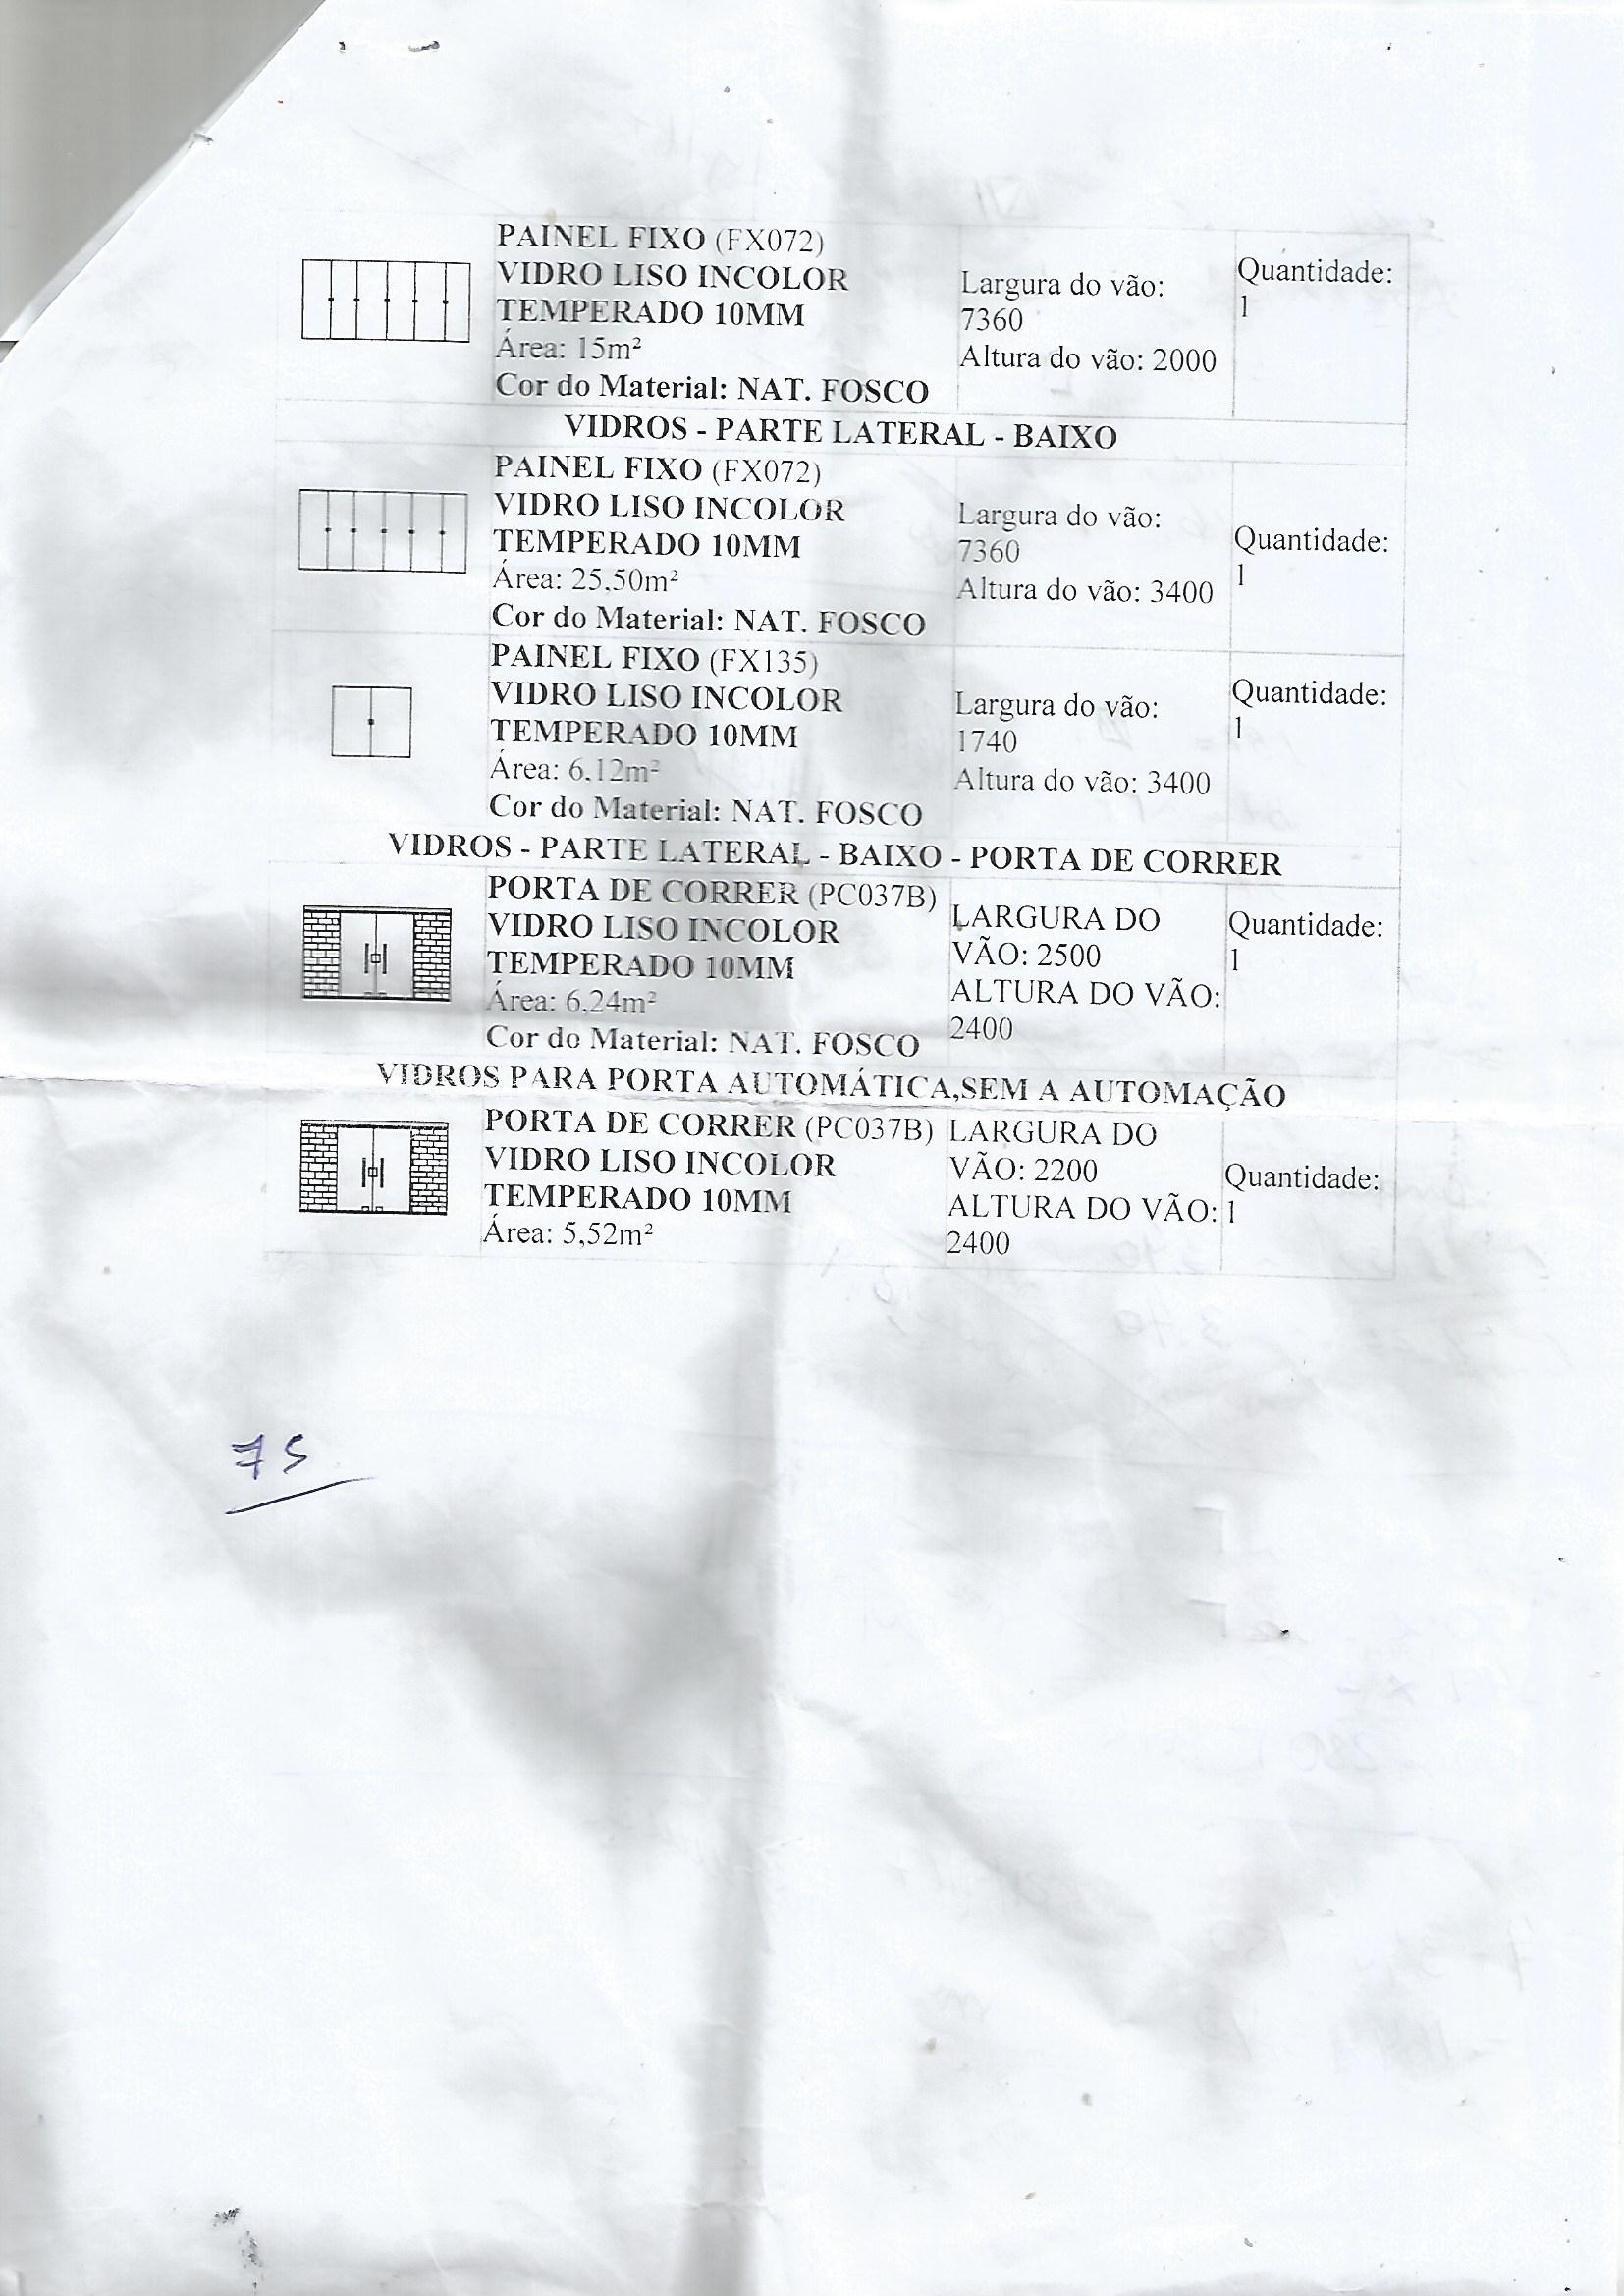 PAINEL FIXO (FX072)
VIDRO LISO INCOLOR
TEMPERADO 10MM
Área: 15m²
Cor do Material: NAT. FOSCO
Largura do vão:
7360
Altura do vão: 2000
Quantidade:
1
VIDROS - PARTE LATERAL - BAIXO
PAINEL FIXO (FX072)
VIDRO LISO INCOLOR
TEMPERADO 10MM
Área: 25,50m²
Cor do Material: NAT. FOSCO
Largura do vão:
7360
Altura do vão: 3400
Quantidade:
1
PAINEL FIXO (FX135)
VIDRO LISO INCOLOR
TEMPERADO 10MM
Área: 6,12m²
Cor do Material: NAT. FOSCO
Largura do vão:
1740
Altura do vão: 3400
Quantidade:
1
VIDROS - PARTE LATERAL - BAIXO - PORTA DE CORRER
PORTA DE CORRER (PC037B)
VIDRO LISO INCOLOR
TEMPERADO 10MM
Área: 6,24m²
Cor do Material: NAT. FOSCO
LARGURA DO
VÃO: 2500
ALTURA DO VÃO:
2400
Quantidade:
1
VIDROS PARA PORTA AUTOMÁTICA,SEM A AUTOMAÇÃO
PORTA DE CORRER (PC037B)
VIDRO LISO INCOLOR
TEMPERADO 10MM
Área: 5,52m²
LARGURA DO
VÃO: 2200
ALTURA DO VÃO:
2400
Quantidade:
1
75